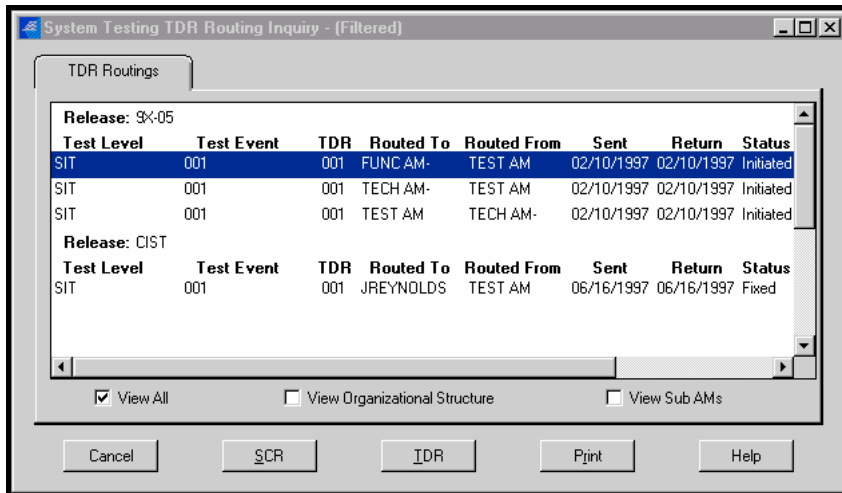 System Testing TDR Routing Inquiry - (Filtered)
TDR Routings
Release: 9X-05
Test Level Test Event TDR Routed To Routed From Sent Return Status
SIT 001 001 FUNC AM- TEST AM 02/10/1997 02/10/1997 Initiated
SIT 001 001 TECH AM- TEST AM 02/10/1997 02/10/1997 Initiated
SIT 001 001 TEST AM TECH AM- 02/10/1997 02/10/1997 Initiated
Release: CIST
Test Level Test Event TDR Routed To Routed From Sent Return Status
SIT 001 001 JREYNOLDS TEST AM 06/16/1997 06/16/1997 Fixed
View All View Organizational Structure View Sub AMs
Cancel SCR TDR Print Help